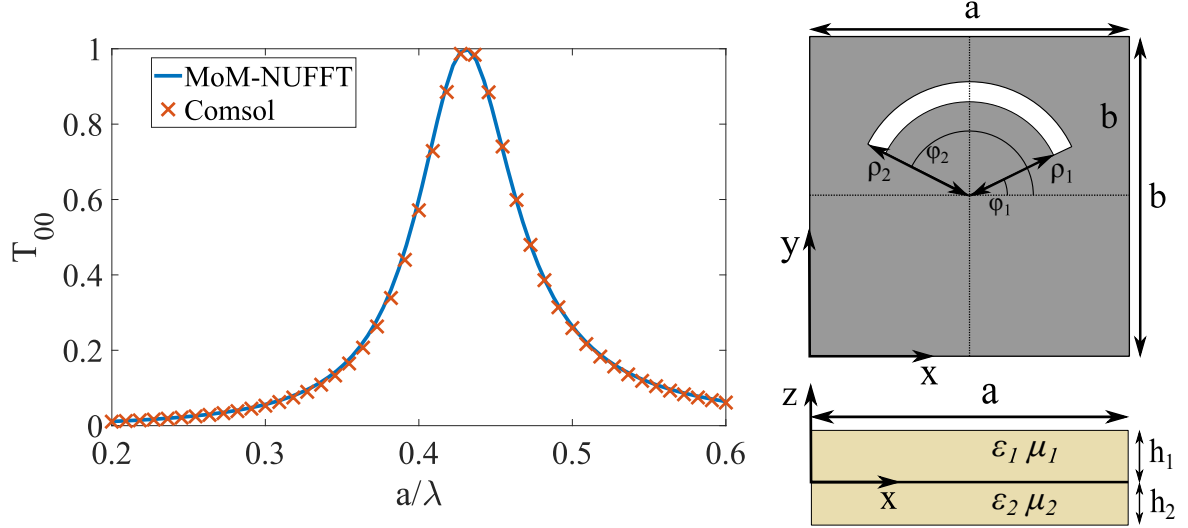 1
0.8
0.6
0.4
0.2
0
T₀₀
MoM-NUFFT
Comsol
0.2 0.3 0.4 0.5 0.6
a/λ
a
b
b
ρ₂ φ₂ ρ₁
φ₁
y
x
z
a
ε₁ μ₁
h₁
x
ε₂ μ₂
h₂